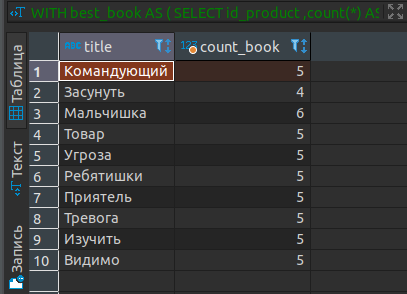 WITH best_book AS ( SELECT id_product ,count(*) AS
Таблица
Текст
Запись
ABC title 123 count_book
1 Командующий 5
2 Засунуть 4
3 Мальчишка 6
4 Товар 5
5 Угроза 5
6 Ребятишки 5
7 Приятель 5
8 Тревога 5
9 Изучить 5
10 Видимо 5